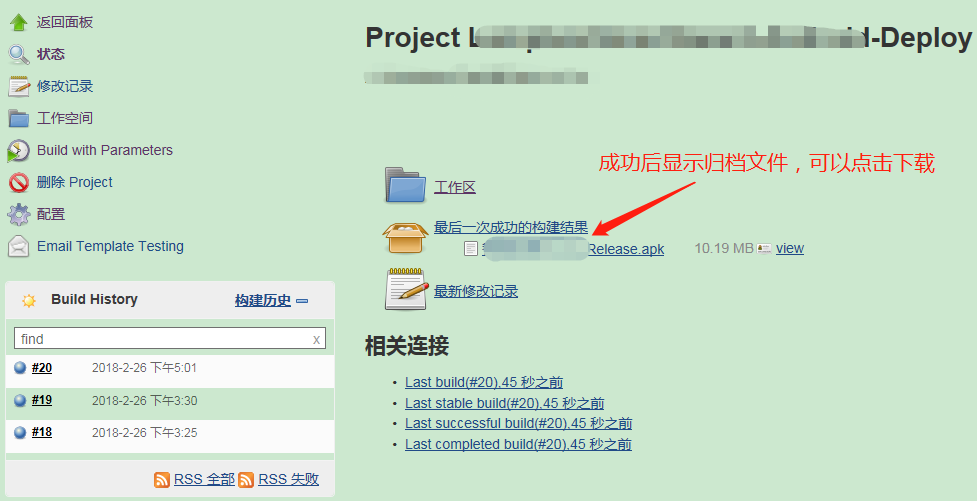 返回面板
状态
修改记录
工作空间
Build with Parameters
删除 Project
配置
Email Template Testing
Build History 构建历史
find x
#20 2018-2-26 下午5:01
#19 2018-2-26 下午3:30
#18 2018-2-26 下午3:25
RSS 全部 RSS 失败
Project -Deploy
成功后显示归档文件，可以点击下载
工作区
最后一次成功的构建结果
Release.apk 10.19 MB view
最新修改记录
相关连接
Last build(#20),45 秒之前
Last stable build(#20),45 秒之前
Last successful build(#20),45 秒之前
Last completed build(#20),45 秒之前